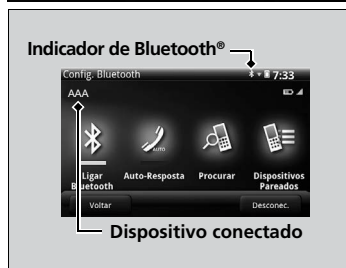 Indicador de Bluetooth®
Config. Bluetooth 7:33
AAA
AUTO
Ligar Bluetooth
Auto-Resposta
Procurar
Dispositivos Pareados
Voltar
Desconec.
Dispositivo conectado